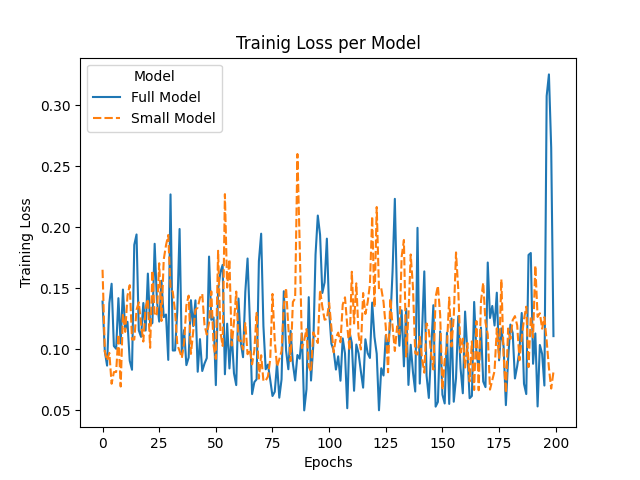 Trainig Loss per Model
Model
Full Model
Small Model
Training Loss
0.30
0.25
0.20
0.15
0.10
0.05
0 25 50 75 100 125 150 175 200
Epochs